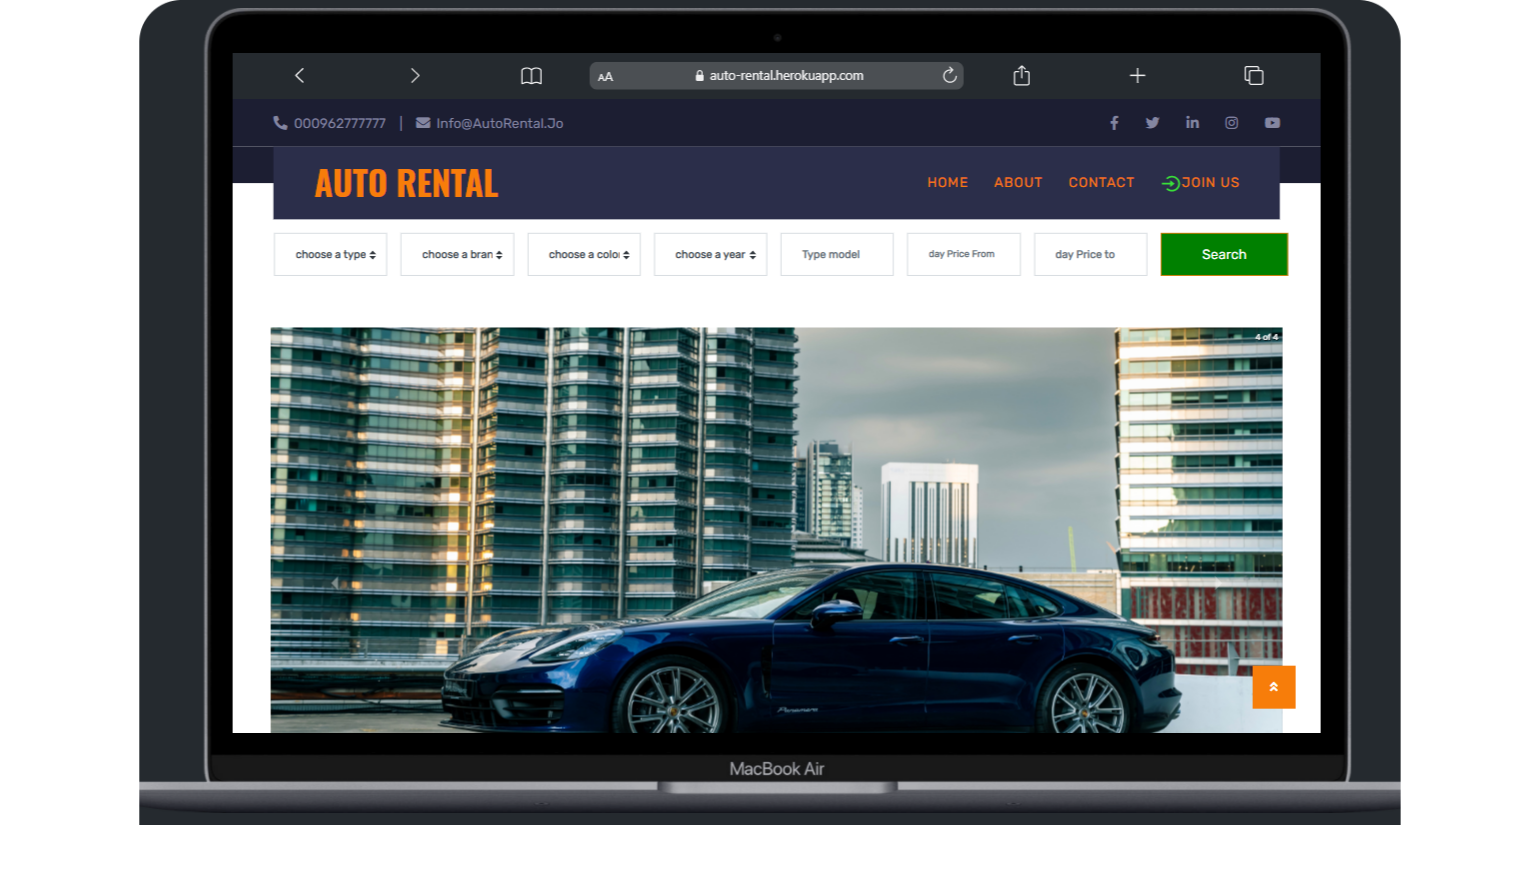 AA auto-rental.herokuapp.com
000962777777 | Info@AutoRental.Jo
AUTO RENTAL
HOME ABOUT CONTACT JOIN US
choose a type choose a bran choose a colo choose a year Type model day Price From day Price to Search
4 of 4
Panamera
MacBook Air